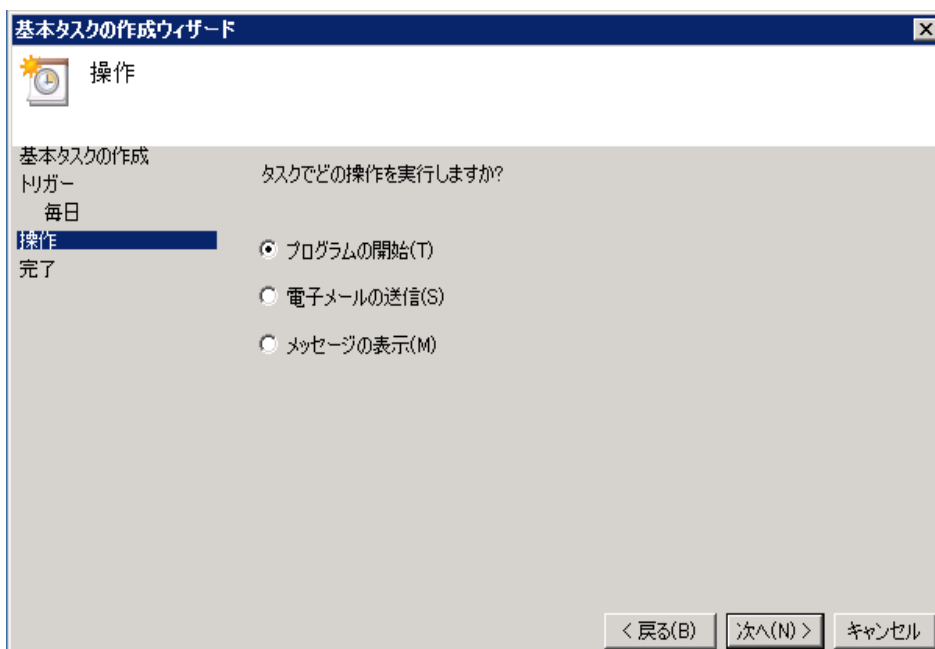 基本タスクの作成ウィザード
操作
基本タスクの作成
トリガー
毎日
操作
完了
タスクでどの操作を実行しますか?
プログラムの開始(T)
電子メールの送信(S)
メッセージの表示(M)
< 戻る(B)
次へ(N) >
キャンセル